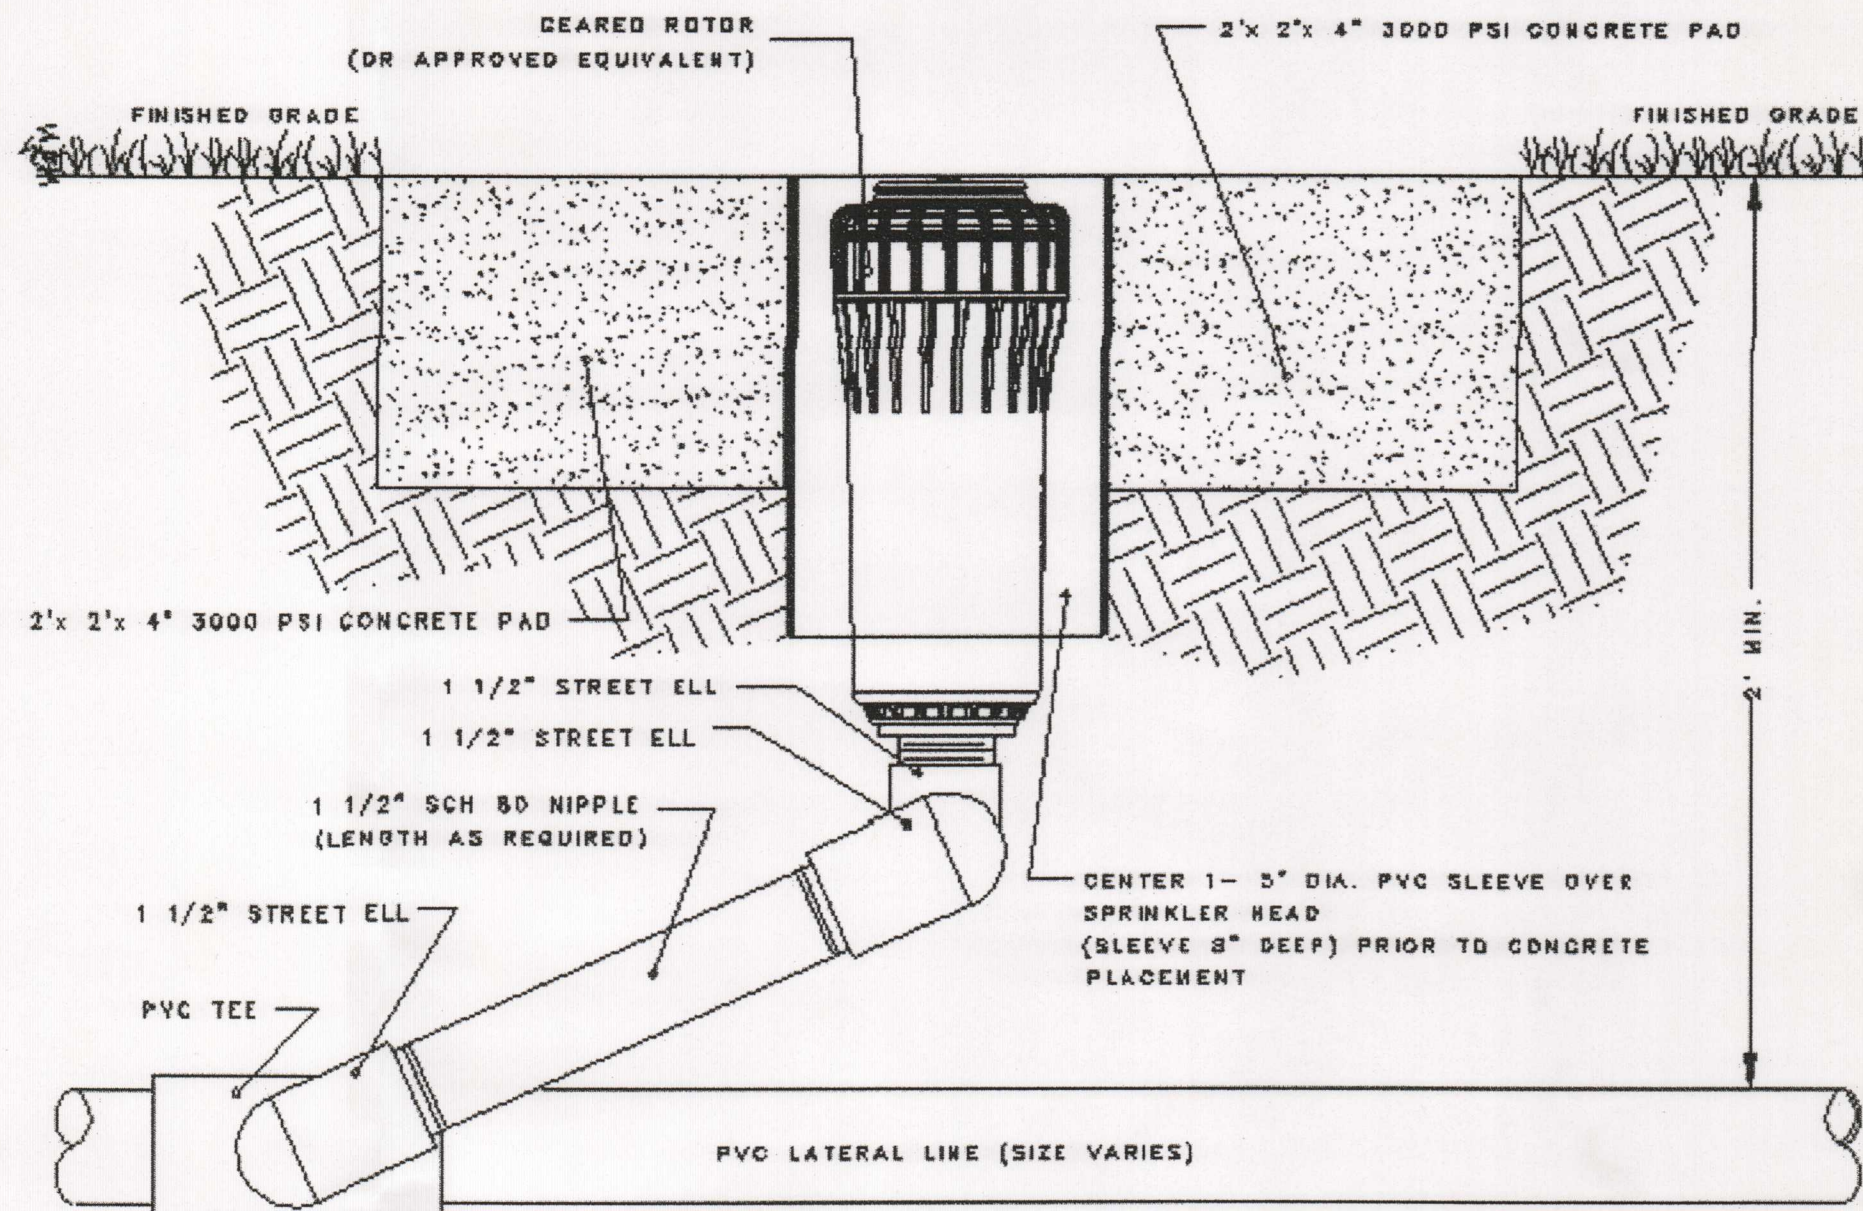 GEARED ROTOR
(OR APPROVED EQUIVALENT)
2'x 2'x 4" 3000 PSI CONCRETE PAD
FINISHED GRADE
FINISHED GRADE
2'x 2'x 4" 3000 PSI CONCRETE PAD
2' MIN.
1 1/2" STREET ELL
1 1/2" STREET ELL
1 1/2" SCH 80 NIPPLE
(LENGTH AS REQUIRED)
CENTER 1- 5" DIA. PVC SLEEVE OVER
SPRINKLER HEAD
(SLEEVE 8" DEEP) PRIOR TO CONCRETE
PLACEMENT
1 1/2" STREET ELL
PVC TEE
PVC LATERAL LINE (SIZE VARIES)